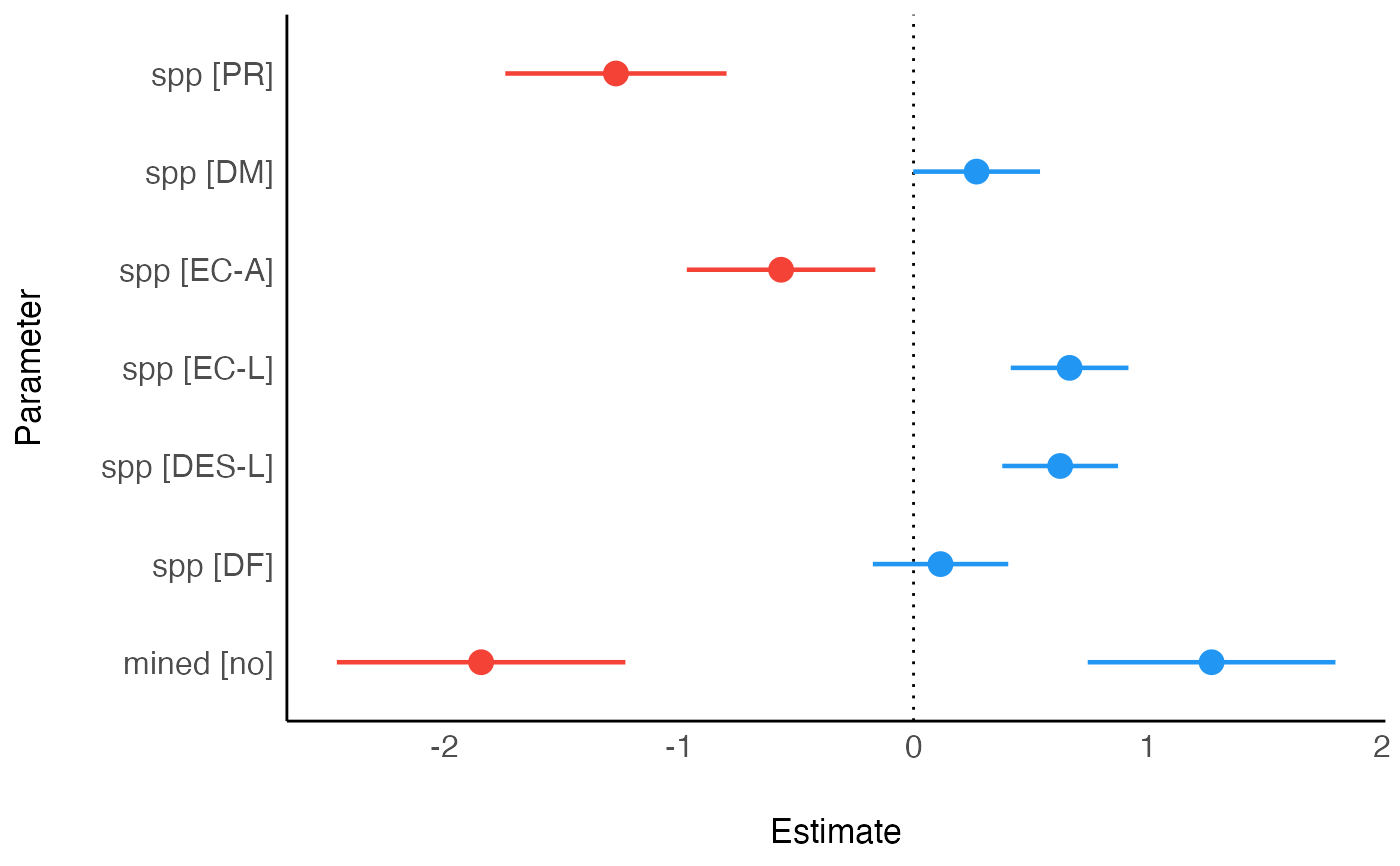 spp [PR]
spp [DM]
spp [EC-A]
spp [EC-L]
spp [DES-L]
spp [DF]
mined [no]
Parameter
-2 -1 0 1 2
Estimate